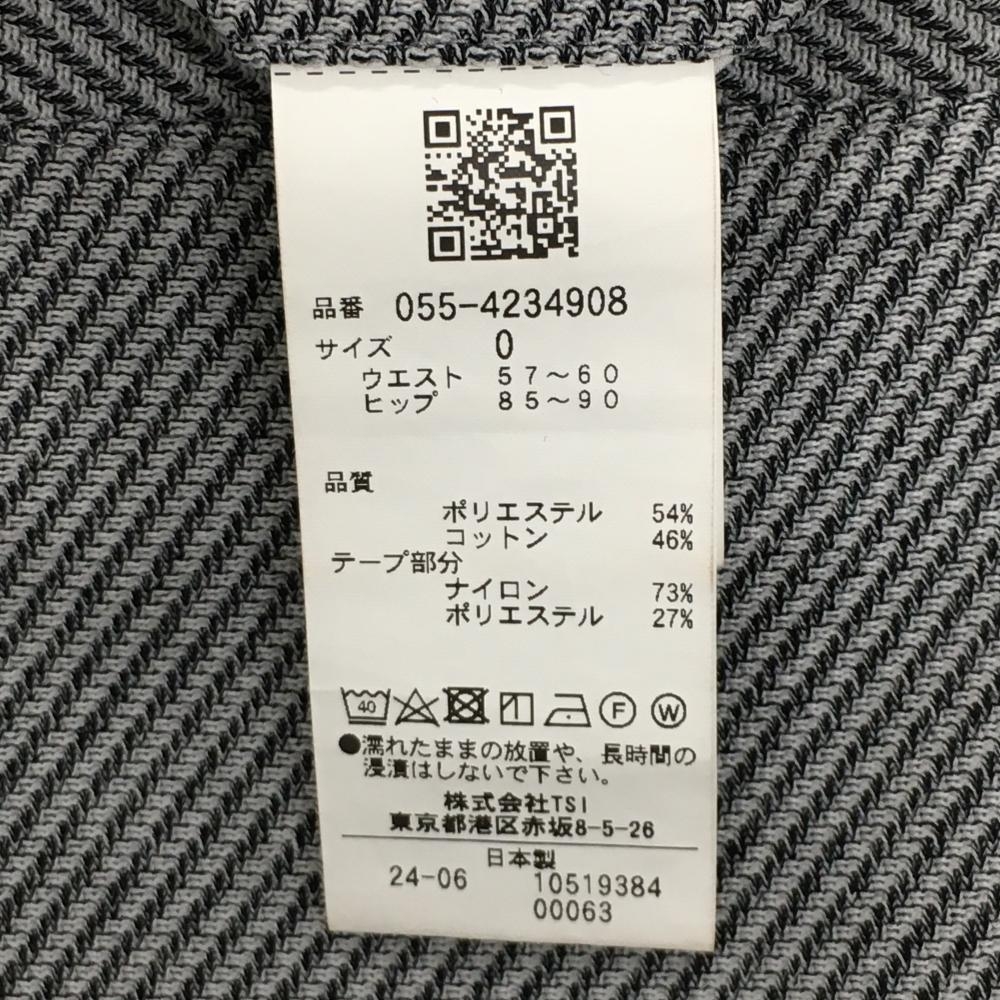 品番 055-4234908
サイズ 0
ウエスト 57～60
ヒップ 85～90
品質
ポリエステル 54%
コットン 46%
テープ部分
ナイロン 73%
ポリエステル 27%
40 F W
●濡れたままの放置や、長時間の
浸漬はしないで下さい。
株式会社TSI
東京都港区赤坂8-5-26
日本製
24-06 10519384
00063